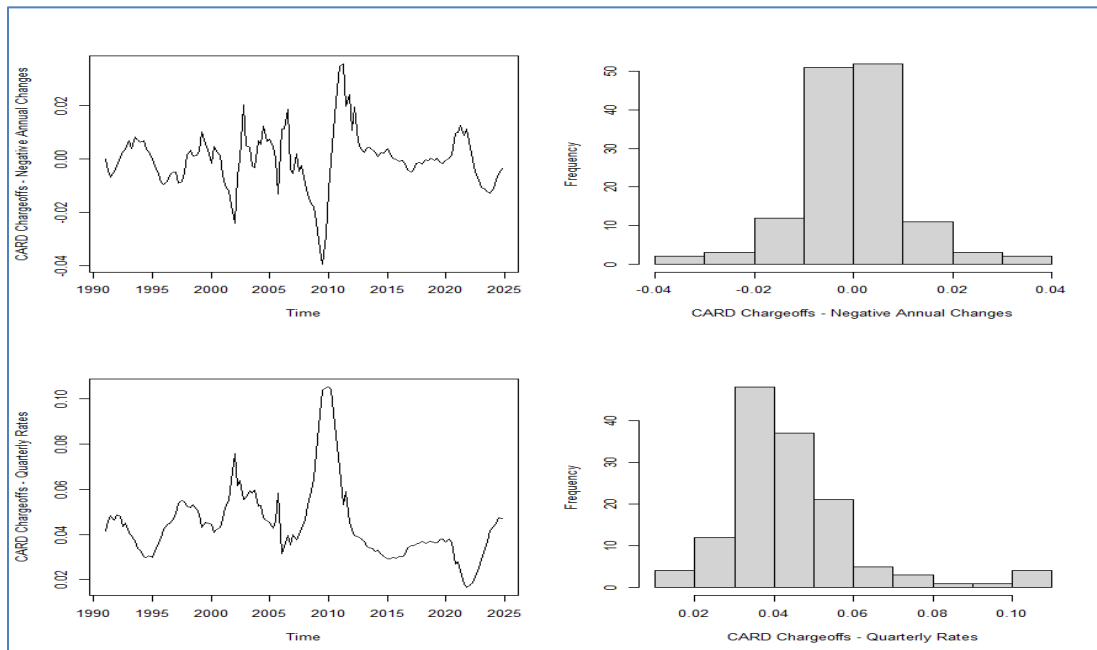 CARD Chargeoffs - Negative Annual Changes
0.02
0.00
-0.02
-0.04
1990 1995 2000 2005 2010 2015 2020 2025
Time
Frequency
50
40
30
20
10
0
-0.04 -0.02 0.00 0.02 0.04
CARD Chargeoffs - Negative Annual Changes
CARD Chargeoffs - Quarterly Rates
0.10
0.08
0.06
0.04
0.02
1990 1995 2000 2005 2010 2015 2020 2025
Time
Frequency
40
30
20
10
0
0.02 0.04 0.06 0.08 0.10
CARD Chargeoffs - Quarterly Rates